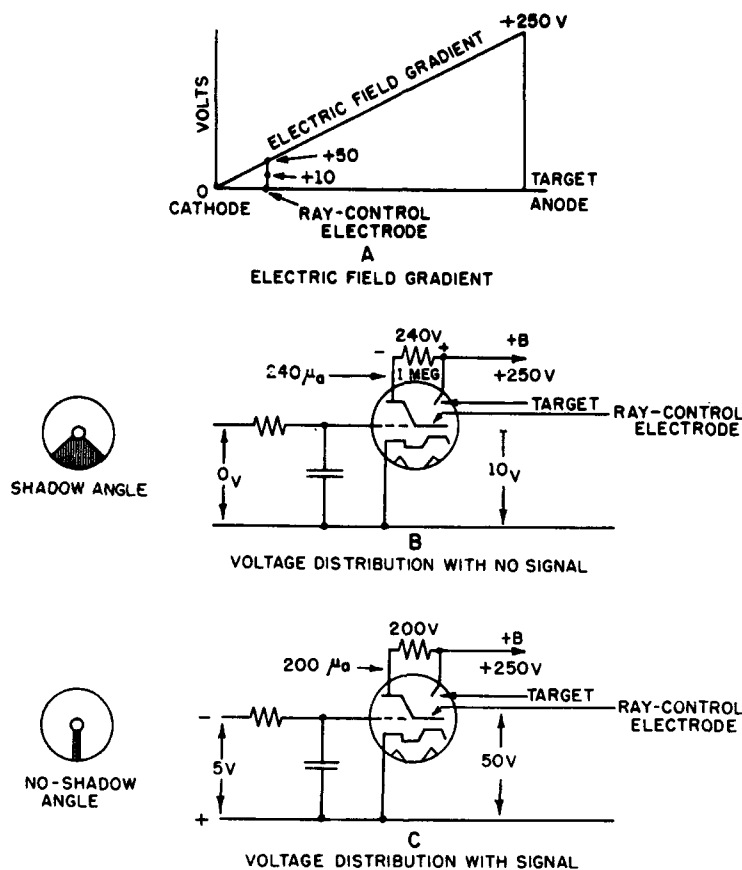 +250 V
VOLTS
ELECTRIC FIELD GRADIENT
+50
+10
0
CATHODE
TARGET
ANODE
RAY-CONTROL
ELECTRODE
A
ELECTRIC FIELD GRADIENT
240V
- +
+B
240 μa
1 MEG
+250V
TARGET
RAY-CONTROL
ELECTRODE
SHADOW ANGLE
0V
10V
B
VOLTAGE DISTRIBUTION WITH NO SIGNAL
200V
+B
200 μa
+250V
TARGET
RAY-CONTROL
ELECTRODE
-
5V
50V
NO-SHADOW
ANGLE
+
C
VOLTAGE DISTRIBUTION WITH SIGNAL